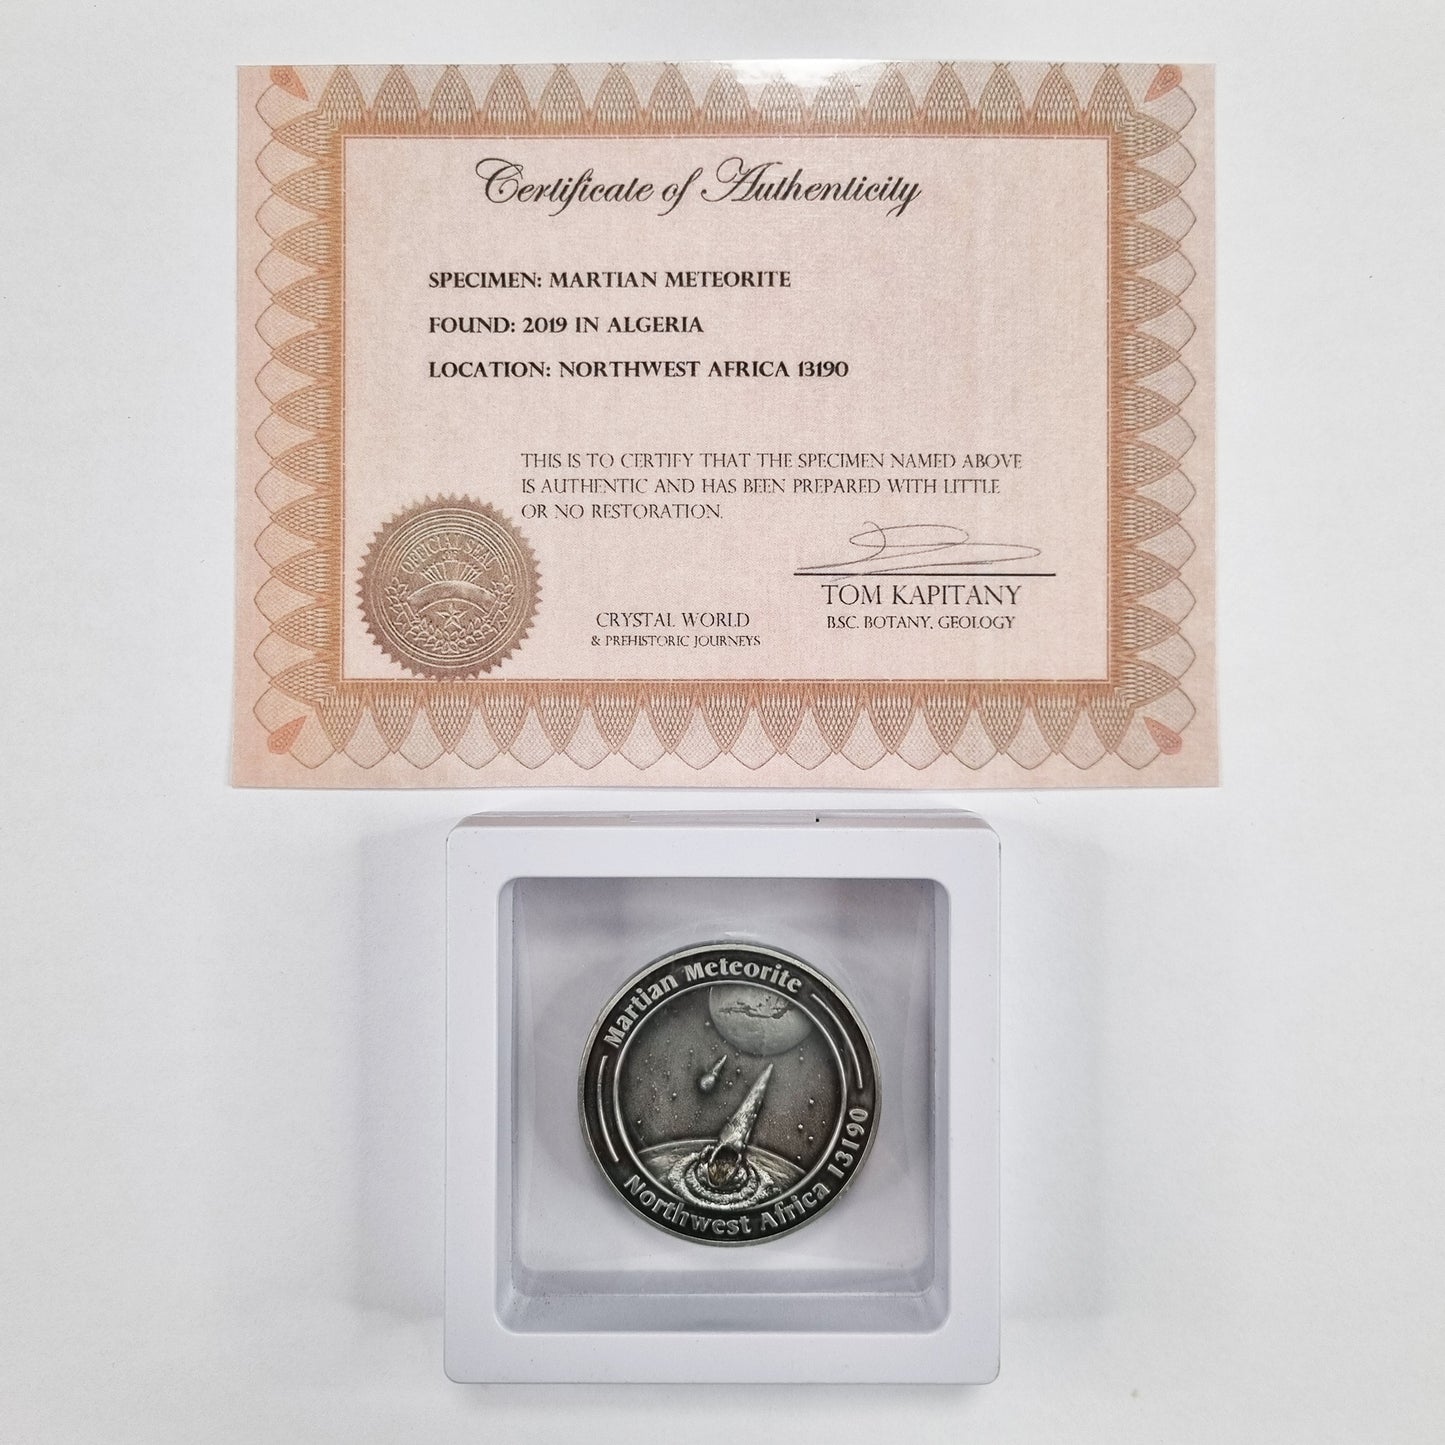 Certificate of Authenticity
SPECIMEN: MARTIAN METEORITE
FOUND: 2019 IN ALGERIA
LOCATION: NORTHWEST AFRICA 13190
THIS IS TO CERTIFY THAT THE SPECIMEN NAMED ABOVE
IS AUTHENTIC AND HAS BEEN PREPARED WITH LITTLE
OR NO RESTORATION.
OFFICIAL SEAL
TOM KAPITANY
B.SC. BOTANY, GEOLOGY
CRYSTAL WORLD
& PREHISTORIC JOURNEYS
Martian Meteorite
Northwest Africa 13190